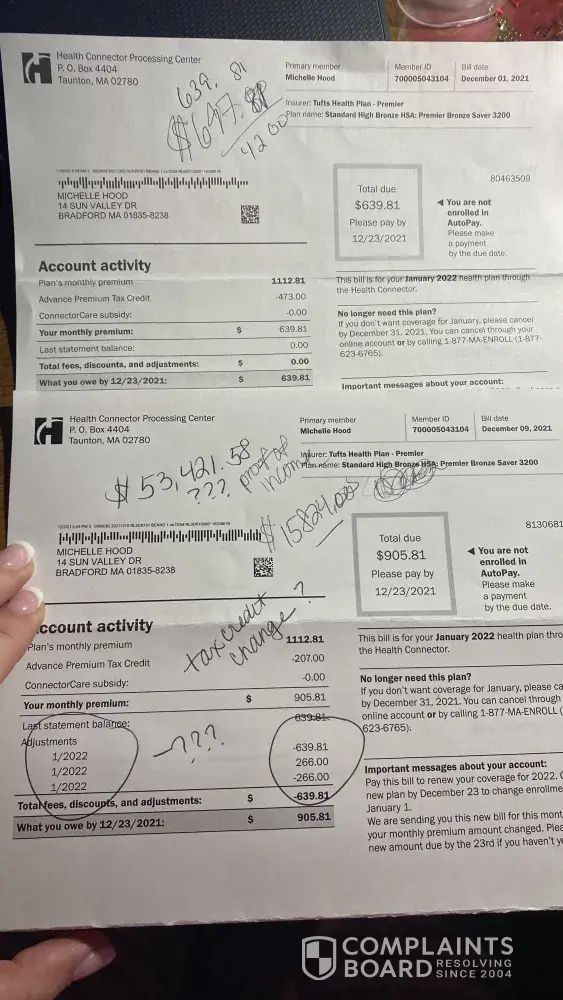 Health Connector Processing Center
P. O. Box 4404
Taunton, MA 02780
639.81
4200
Primary member
Michelle Hood
Member ID
700005043104
Bill date
December 01, 2021
Insurer: Tufts Health Plan - Premier
Plan name: Standard High Bronze HSA: Premier Bronze Saver 3200
MICHELLE HOOD
14 SUN VALLEY DR
BRADFORD MA 01835-8238
80463509
Total due
$639.81
Please pay by
12/23/2021
You are not
enrolled in
AutoPay.
Please make
a payment
by the due date.
Account activity
Plan's monthly premium 1112.81
Advance Premium Tax Credit -473.00
ConnectorCare subsidy: -0.00
Your monthly premium: $ 639.81
Last statement balance: 0.00
Total fees, discounts, and adjustments: $ 0.00
What you owe by 12/23/2021: $ 639.81
This bill is for your January 2022 health plan through
the Health Connector.
No longer need this plan?
If you don't want coverage for January, please cancel
by December 31, 2021. You can cancel through your
online account or by calling 1-877-MA-ENROLL (1-877-
623-6765).
Important messages about your account:
Health Connector Processing Center
P. O. Box 4404
Taunton, MA 02780
Primary member
Michelle Hood
Member ID
700005043104
Bill date
December 09, 2021
Insurer: Tufts Health Plan - Premier
Plan name: Standard High Bronze HSA: Premier Bronze Saver 3200
$53,421.58
??? proof of
income
$15824.00
MICHELLE HOOD
14 SUN VALLEY DR
BRADFORD MA 01835-8238
8130681
Total due
$905.81
Please pay by
12/23/2021
You are not
enrolled in
AutoPay.
Please make
a payment
by the due date.
tax credit
change ?
ccount activity
Plan's monthly premium 1112.81
Advance Premium Tax Credit -207.00
ConnectorCare subsidy: -0.00
Your monthly premium: $ 905.81
Last statement balance: 639.81
Adjustments
1/2022 -639.81
1/2022 266.00
1/2022 -266.00
???
Total fees, discounts, and adjustments: $ -639.81
What you owe by 12/23/2021: $ 905.81
This bill is for your January 2022 health plan thro
the Health Connector.
No longer need this plan?
If you don't want coverage for January, please ca
by December 31, 2021. You can cancel through
online account or by calling 1-877-MA-ENROLL (
623-6765).
Important messages about your account:
Pay this bill to renew your coverage for 2022.
new plan by December 23 to change enrollme
January 1.
We are sending you this new bill for this mont
your monthly premium amount changed. Plea
new amount due by the 23rd if you haven't y
COMPLAINTS
BOARD RESOLVING
SINCE 2004